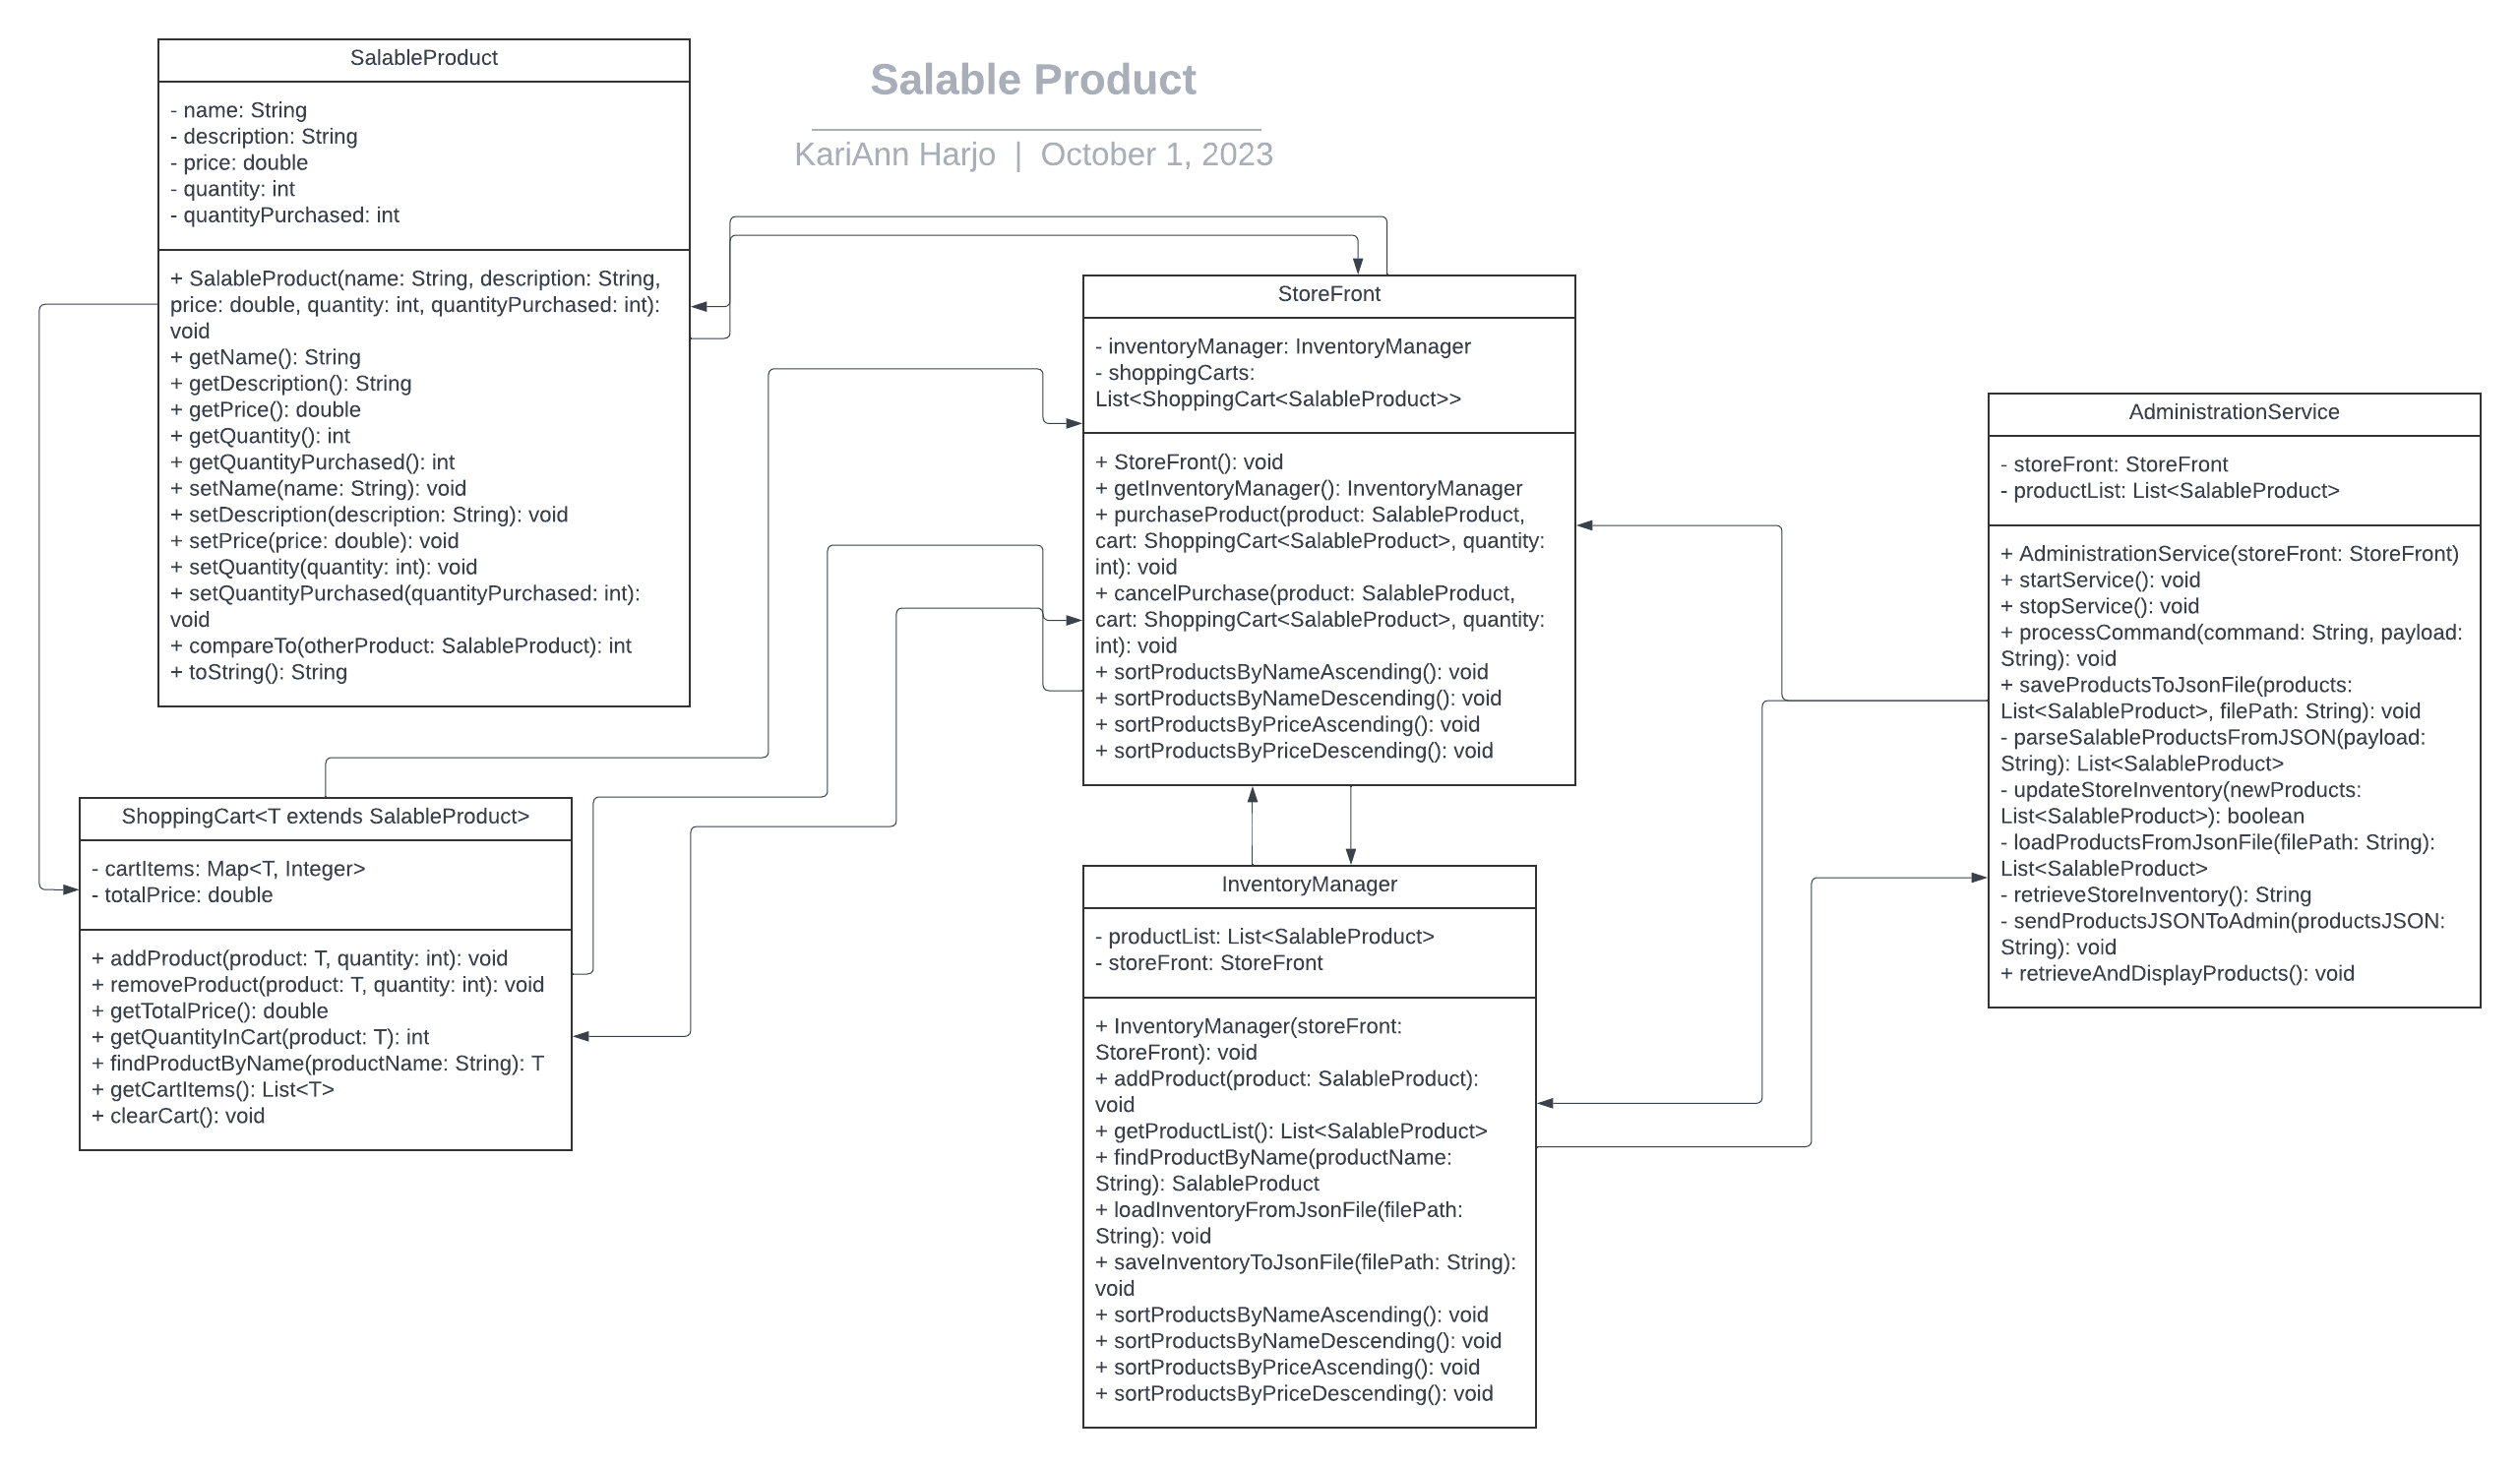 Salable Product
KariAnn Harjo | October 1, 2023
SalableProduct
- name: String
- description: String
- price: double
- quantity: int
- quantityPurchased: int
+ SalableProduct(name: String, description: String,
price: double, quantity: int, quantityPurchased: int):
void
+ getName(): String
+ getDescription(): String
+ getPrice(): double
+ getQuantity(): int
+ getQuantityPurchased(): int
+ setName(name: String): void
+ setDescription(description: String): void
+ setPrice(price: double): void
+ setQuantity(quantity: int): void
+ setQuantityPurchased(quantityPurchased: int):
void
+ compareTo(otherProduct: SalableProduct): int
+ toString(): String
StoreFront
- inventoryManager: InventoryManager
- shoppingCarts:
List<ShoppingCart<SalableProduct>>
+ StoreFront(): void
+ getInventoryManager(): InventoryManager
+ purchaseProduct(product: SalableProduct,
cart: ShoppingCart<SalableProduct>, quantity:
int): void
+ cancelPurchase(product: SalableProduct,
cart: ShoppingCart<SalableProduct>, quantity:
int): void
+ sortProductsByNameAscending(): void
+ sortProductsByNameDescending(): void
+ sortProductsByPriceAscending(): void
+ sortProductsByPriceDescending(): void
AdministrationService
- storeFront: StoreFront
- productList: List<SalableProduct>
+ AdministrationService(storeFront: StoreFront)
+ startService(): void
+ stopService(): void
+ processCommand(command: String, payload:
String): void
+ saveProductsToJsonFile(products:
List<SalableProduct>, filePath: String): void
- parseSalableProductsFromJSON(payload:
String): List<SalableProduct>
- updateStoreInventory(newProducts:
List<SalableProduct>): boolean
- loadProductsFromJsonFile(filePath: String):
List<SalableProduct>
- retrieveStoreInventory(): String
- sendProductsJSONToAdmin(productsJSON:
String): void
+ retrieveAndDisplayProducts(): void
ShoppingCart<T extends SalableProduct>
- cartItems: Map<T, Integer>
- totalPrice: double
+ addProduct(product: T, quantity: int): void
+ removeProduct(product: T, quantity: int): void
+ getTotalPrice(): double
+ getQuantityInCart(product: T): int
+ findProductByName(productName: String): T
+ getCartItems(): List<T>
+ clearCart(): void
InventoryManager
- productList: List<SalableProduct>
- storeFront: StoreFront
+ InventoryManager(storeFront:
StoreFront): void
+ addProduct(product: SalableProduct):
void
+ getProductList(): List<SalableProduct>
+ findProductByName(productName:
String): SalableProduct
+ loadInventoryFromJsonFile(filePath:
String): void
+ saveInventoryToJsonFile(filePath: String):
void
+ sortProductsByNameAscending(): void
+ sortProductsByNameDescending(): void
+ sortProductsByPriceAscending(): void
+ sortProductsByPriceDescending(): void